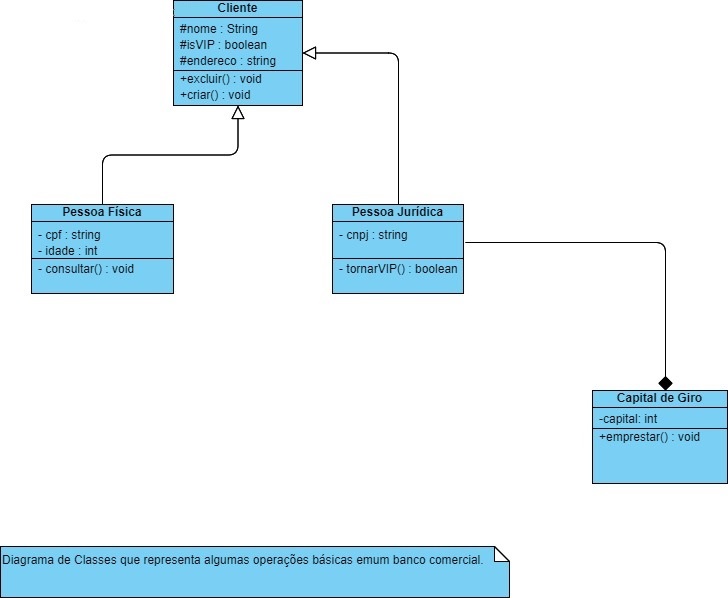 Cliente
#nome : String
#isVIP : boolean
#endereco : string
+excluir() : void
+criar() : void
Pessoa Física
- cpf : string
- idade : int
- consultar() : void
Pessoa Jurídica
- cnpj : string
- tornarVIP() : boolean
Capital de Giro
-capital: int
+emprestar() : void
Diagrama de Classes que representa algumas operações básicas emum banco comercial.